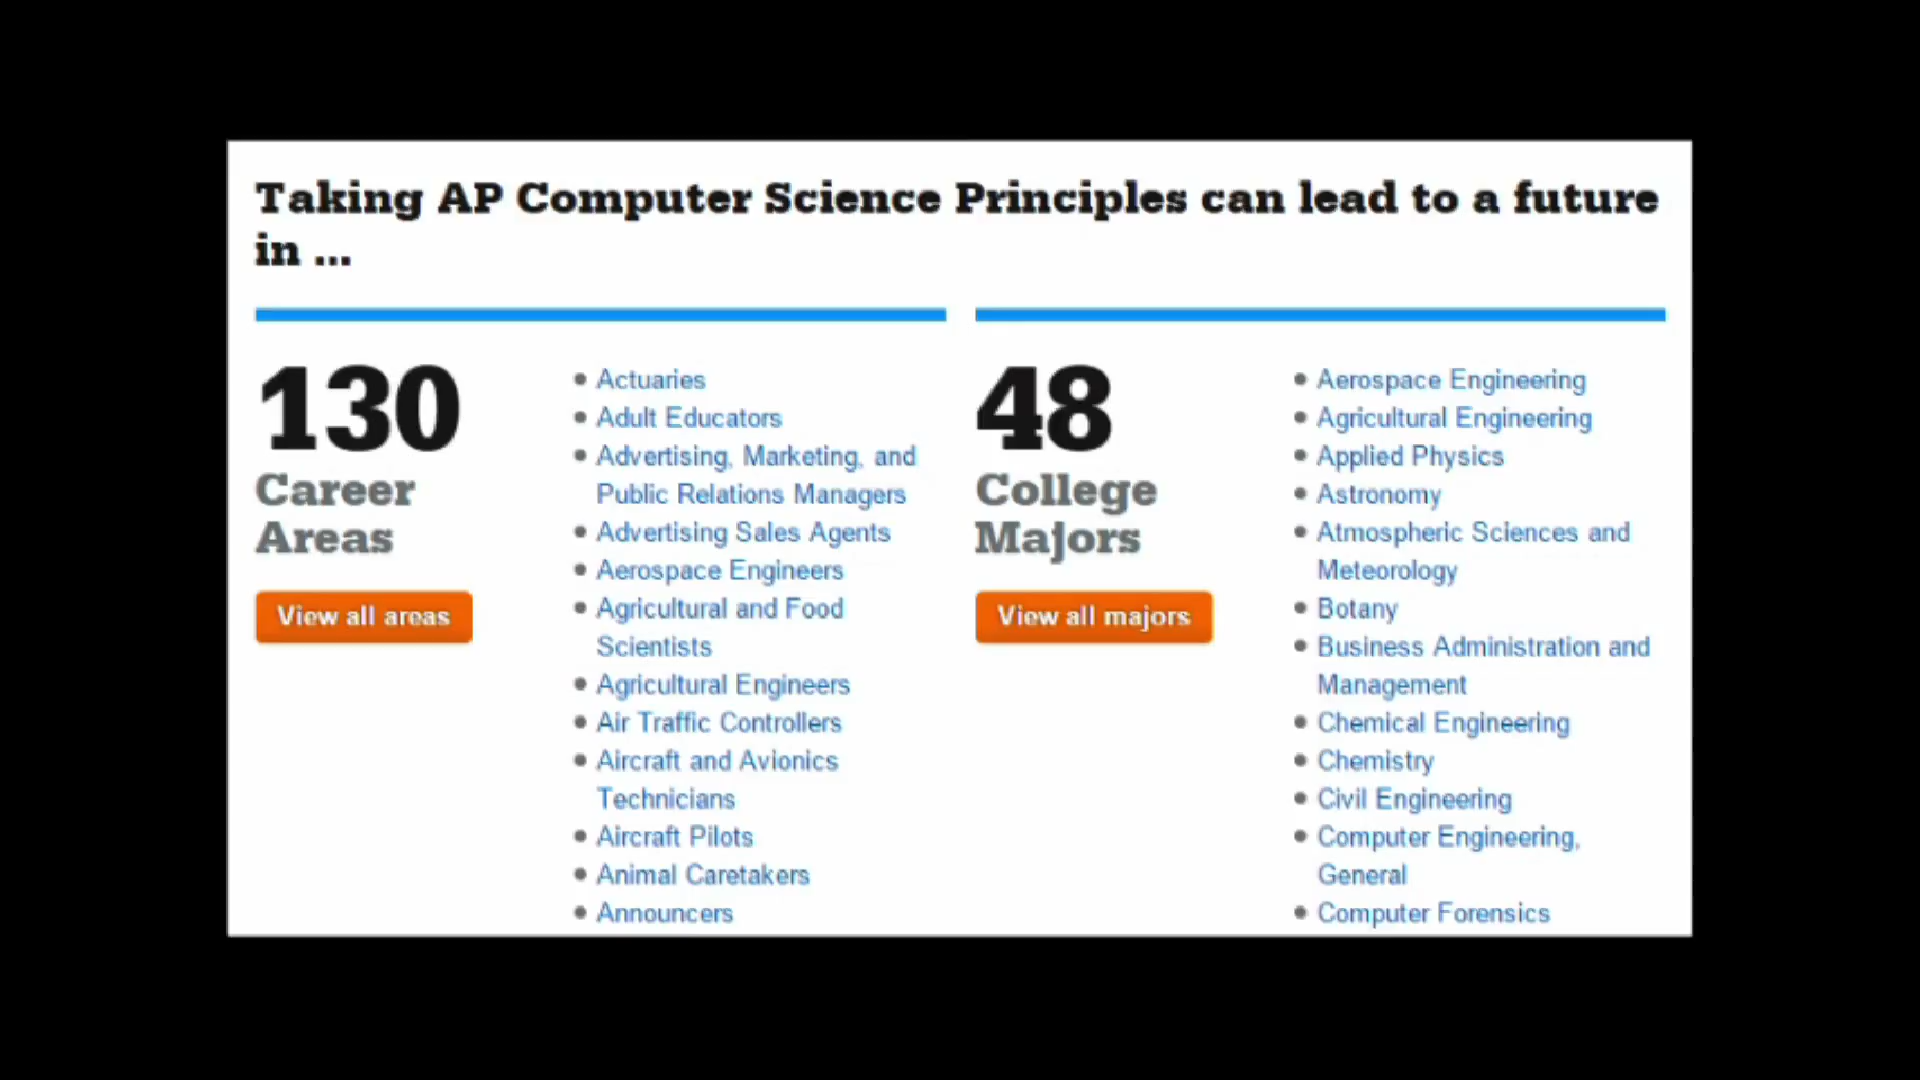 Taking AP Computer Science Principles can lead to a future
in ...
130
Career
Areas
View all areas
• Actuaries
• Adult Educators
• Advertising, Marketing, and
Public Relations Managers
• Advertising Sales Agents
• Aerospace Engineers
• Agricultural and Food
Scientists
• Agricultural Engineers
• Air Traffic Controllers
• Aircraft and Avionics
Technicians
• Aircraft Pilots
• Animal Caretakers
• Announcers
48
College
Majors
View all majors
• Aerospace Engineering
• Agricultural Engineering
• Applied Physics
• Astronomy
• Atmospheric Sciences and
Meteorology
• Botany
• Business Administration and
Management
• Chemical Engineering
• Chemistry
• Civil Engineering
• Computer Engineering,
General
• Computer Forensics